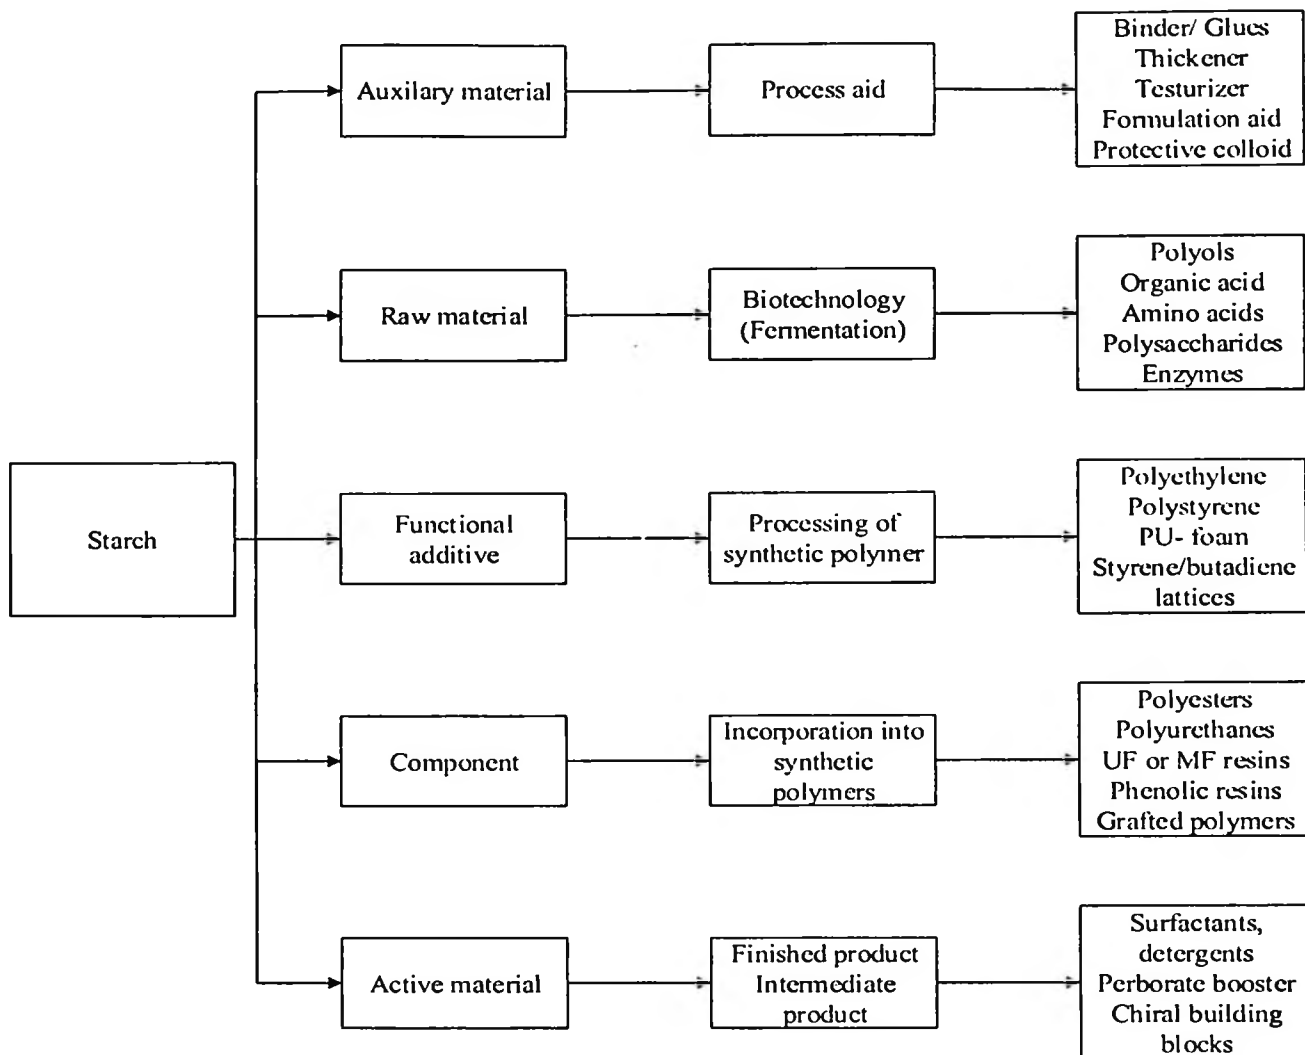 Starch
Auxilary material
Process aid
Binder/ Glues
Thickener
Testurizer
Formulation aid
Protective colloid
Raw material
Biotechnology
(Fermentation)
Polyols
Organic acid
Amino acids
Polysaccharides
Enzymes
Functional
additive
Processing of
synthetic polymer
Polyethylene
Polystyrene
PU- foam
Styrene/butadiene
lattices
Component
Incorporation into
synthetic
polymers
Polyesters
Polyurethanes
UF or MF resins
Phenolic resins
Grafted polymers
Active material
Finished product
Intermediate
product
Surfactants,
detergents
Perborate booster
Chiral building
blocks